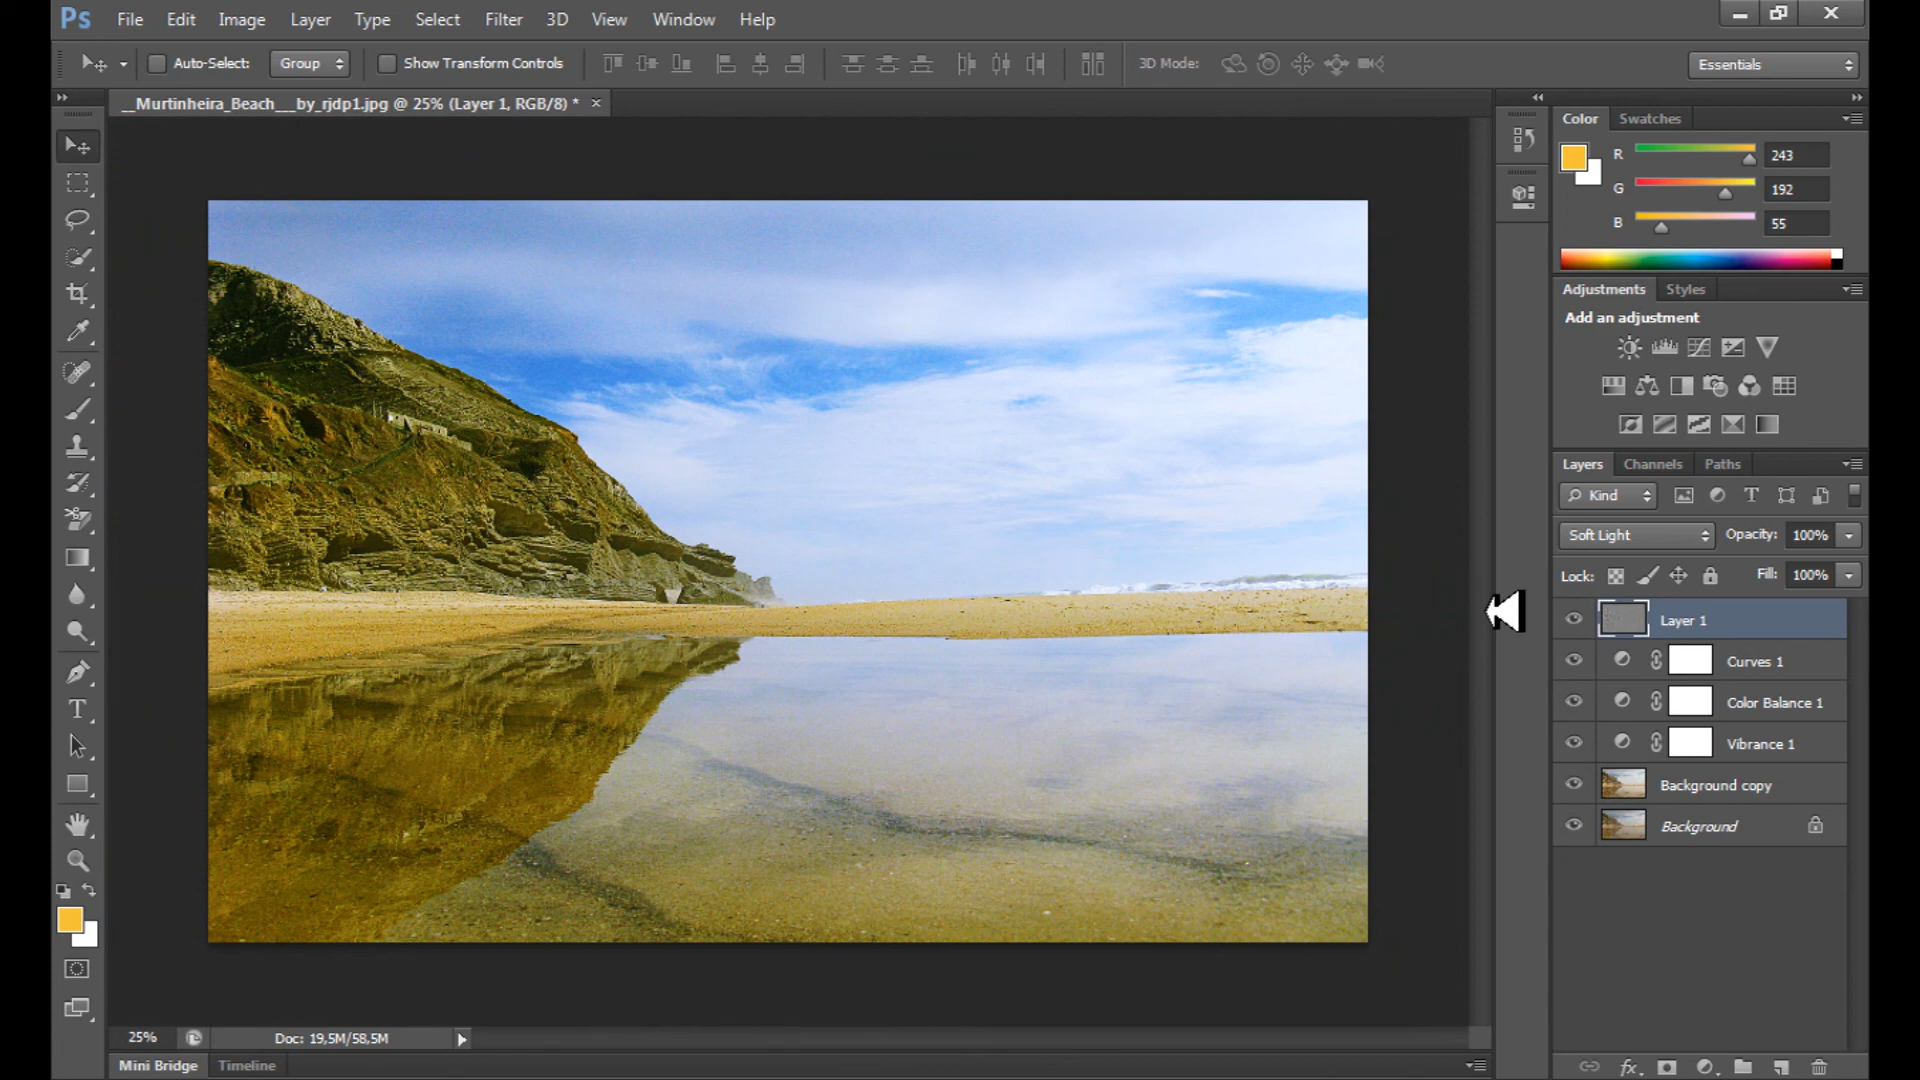 Ps File Edit Image Layer Type Select Filter 3D View Window Help
Auto-Select: Group Show Transform Controls 3D Mode: Essentials
__Murtinheira_Beach___by_rjdp1.jpg @ 25% (Layer 1, RGB/8) * ×
Color Swatches
R 243
G 192
B 55
Adjustments Styles
Add an adjustment
Layers Channels Paths
Kind
Soft Light Opacity: 100%
Lock: Fill: 100%
Layer 1
Curves 1
Color Balance 1
Vibrance 1
Background copy
Background
25% Doc: 19,5M/58,5M
Mini Bridge Timeline